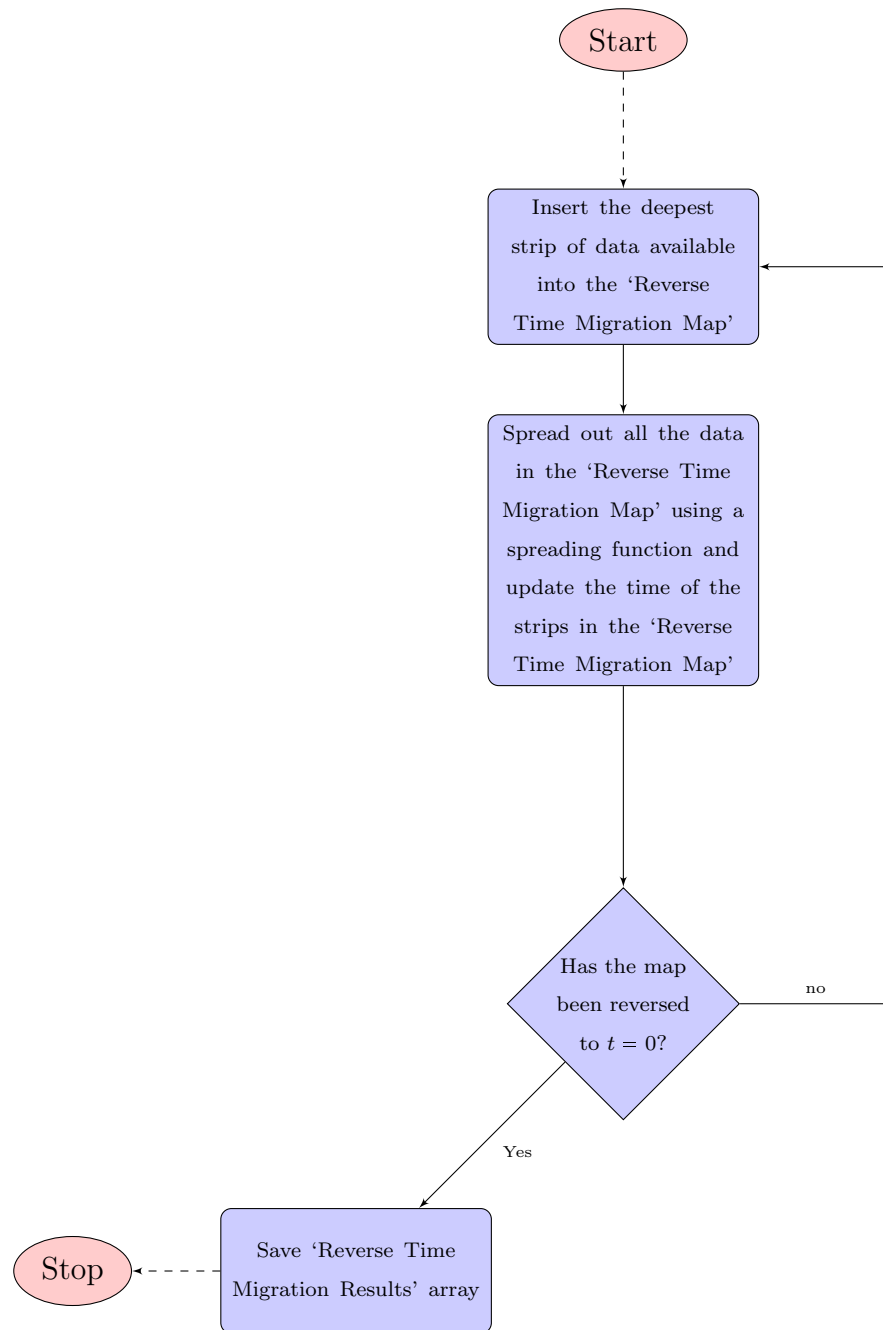 Start
Insert the deepest
strip of data available
into the ‘Reverse
Time Migration Map’
Spread out all the data
in the ‘Reverse Time
Migration Map’ using a
spreading function and
update the time of the
strips in the ‘Reverse
Time Migration Map’
Has the map
been reversed
to t = 0?
no
Yes
Save ‘Reverse Time
Migration Results’ array
Stop